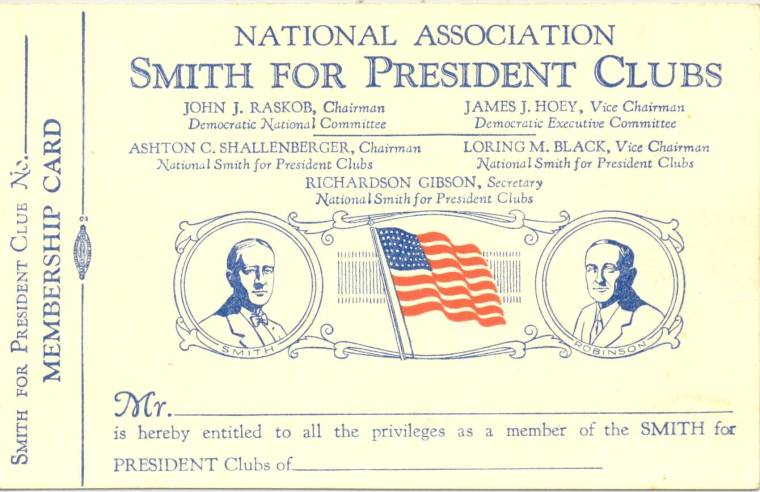 SMITH FOR PRESIDENT CLUB No.
MEMBERSHIP CARD
2
NATIONAL ASSOCIATION
SMITH FOR PRESIDENT CLUBS
JOHN J. RASKOB, Chairman
Democratic National Committee
JAMES J. HOEY, Vice Chairman
Democratic Executive Committee
ASHTON C. SHALLENBERGER, Chairman
National Smith for President Clubs
LORING M. BLACK, Vice Chairman
National Smith for President Clubs
RICHARDSON GIBSON, Secretary
National Smith for President Clubs
SMITH
ROBINSON
Mr.
is hereby entitled to all the privileges as a member of the SMITH for
PRESIDENT Clubs of